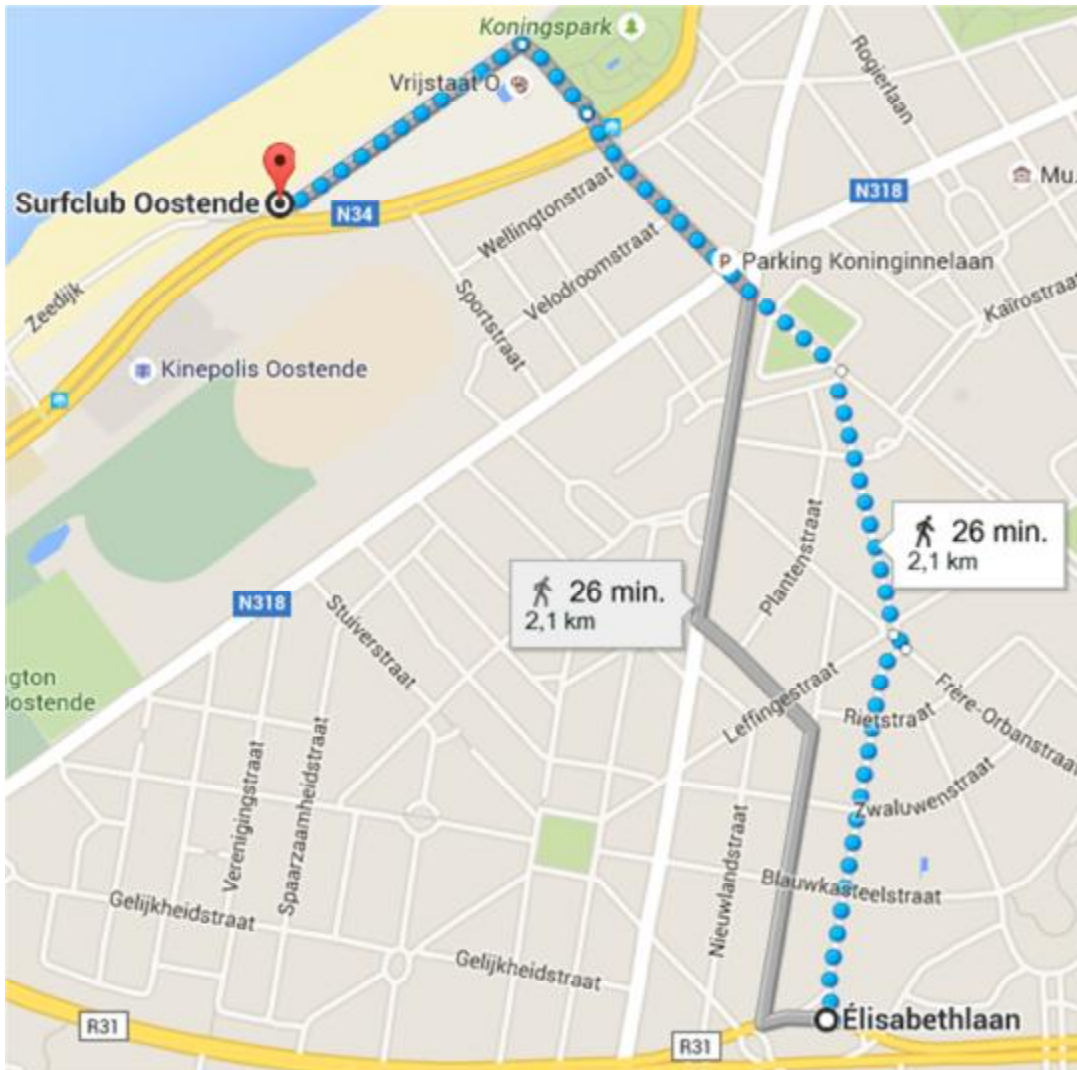 Koningspark
Vrijstaat O
Rogierlaan
Surfclub Oostende
N34
Wellingtonstraat
N318
Mu.
Velodroomstraat
Parking Koninginnelaan
P
Zeedijk
Sportstraat
Kaïrostraat
Kinepolis Oostende
26 min.
2,1 km
Plantenstraat
26 min.
2,1 km
N318
Stuiverstraat
ngton
Oostende
Leffingestraat
Rietstraat
Frère-Orbanstraat
Verenigingstraat
Spaarzaamheidstraat
Zwaluwenstraat
Nieuwlandstraat
Blauwkasteelstraat
Gelijkheidstraat
Gelijkheidstraat
R31
R31
Élisabethlaan